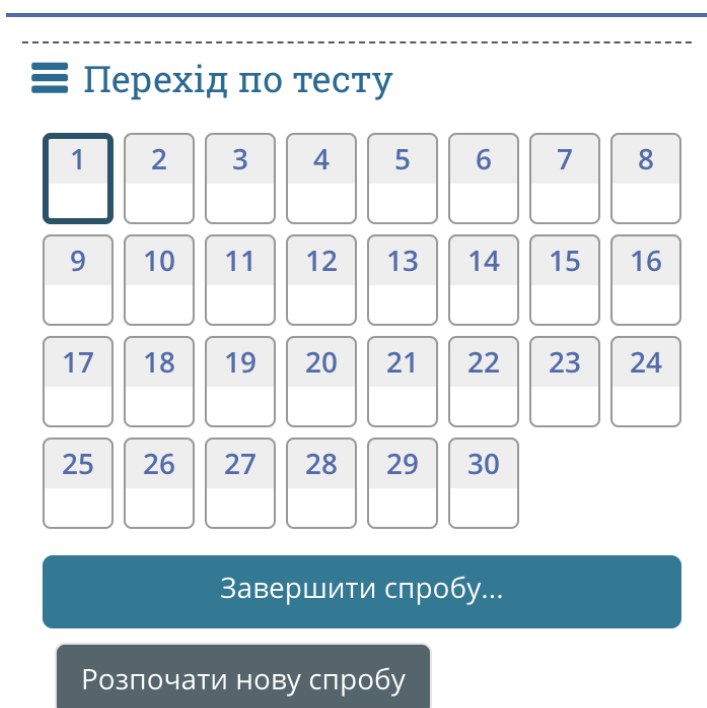 Перехід по тесту
1 2 3 4 5 6 7 8
9 10 11 12 13 14 15 16
17 18 19 20 21 22 23 24
25 26 27 28 29 30
Завершити спробу...
Розпочати нову спробу